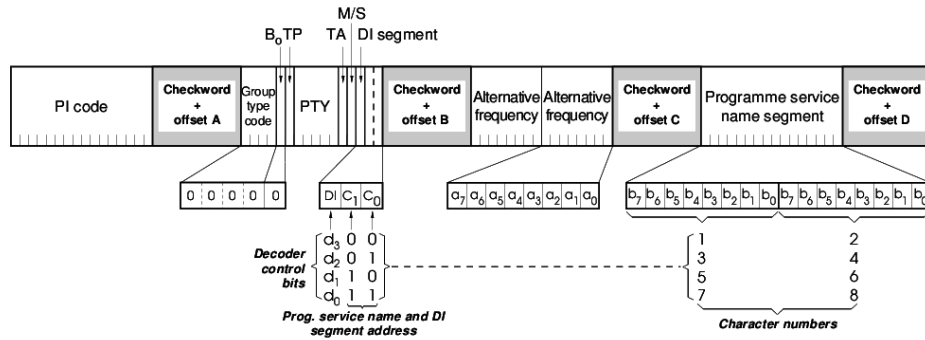 M/S
B₀ TP TA DI segment
PI code
Checkword + offset A
Group type code
PTY
Checkword + offset B
Alternative frequency
Alternative frequency
Checkword + offset C
Programme service name segment
Checkword + offset D
0 0 0 0 0
DI C₁ C₀
a₇ a₆ a₅ a₄ a₃ a₂ a₁ a₀
b₇ b₆ b₅ b₄ b₃ b₂ b₁ b₀ b₇ b₆ b₅ b₄ b₃ b₂ b₁ b₀
Decoder control bits
d₃ 0 0 1 2
d₂ 0 1 3 4
d₁ 1 0 5 6
d₀ 1 1 7 8
Prog. service name and DI
segment address
Character numbers